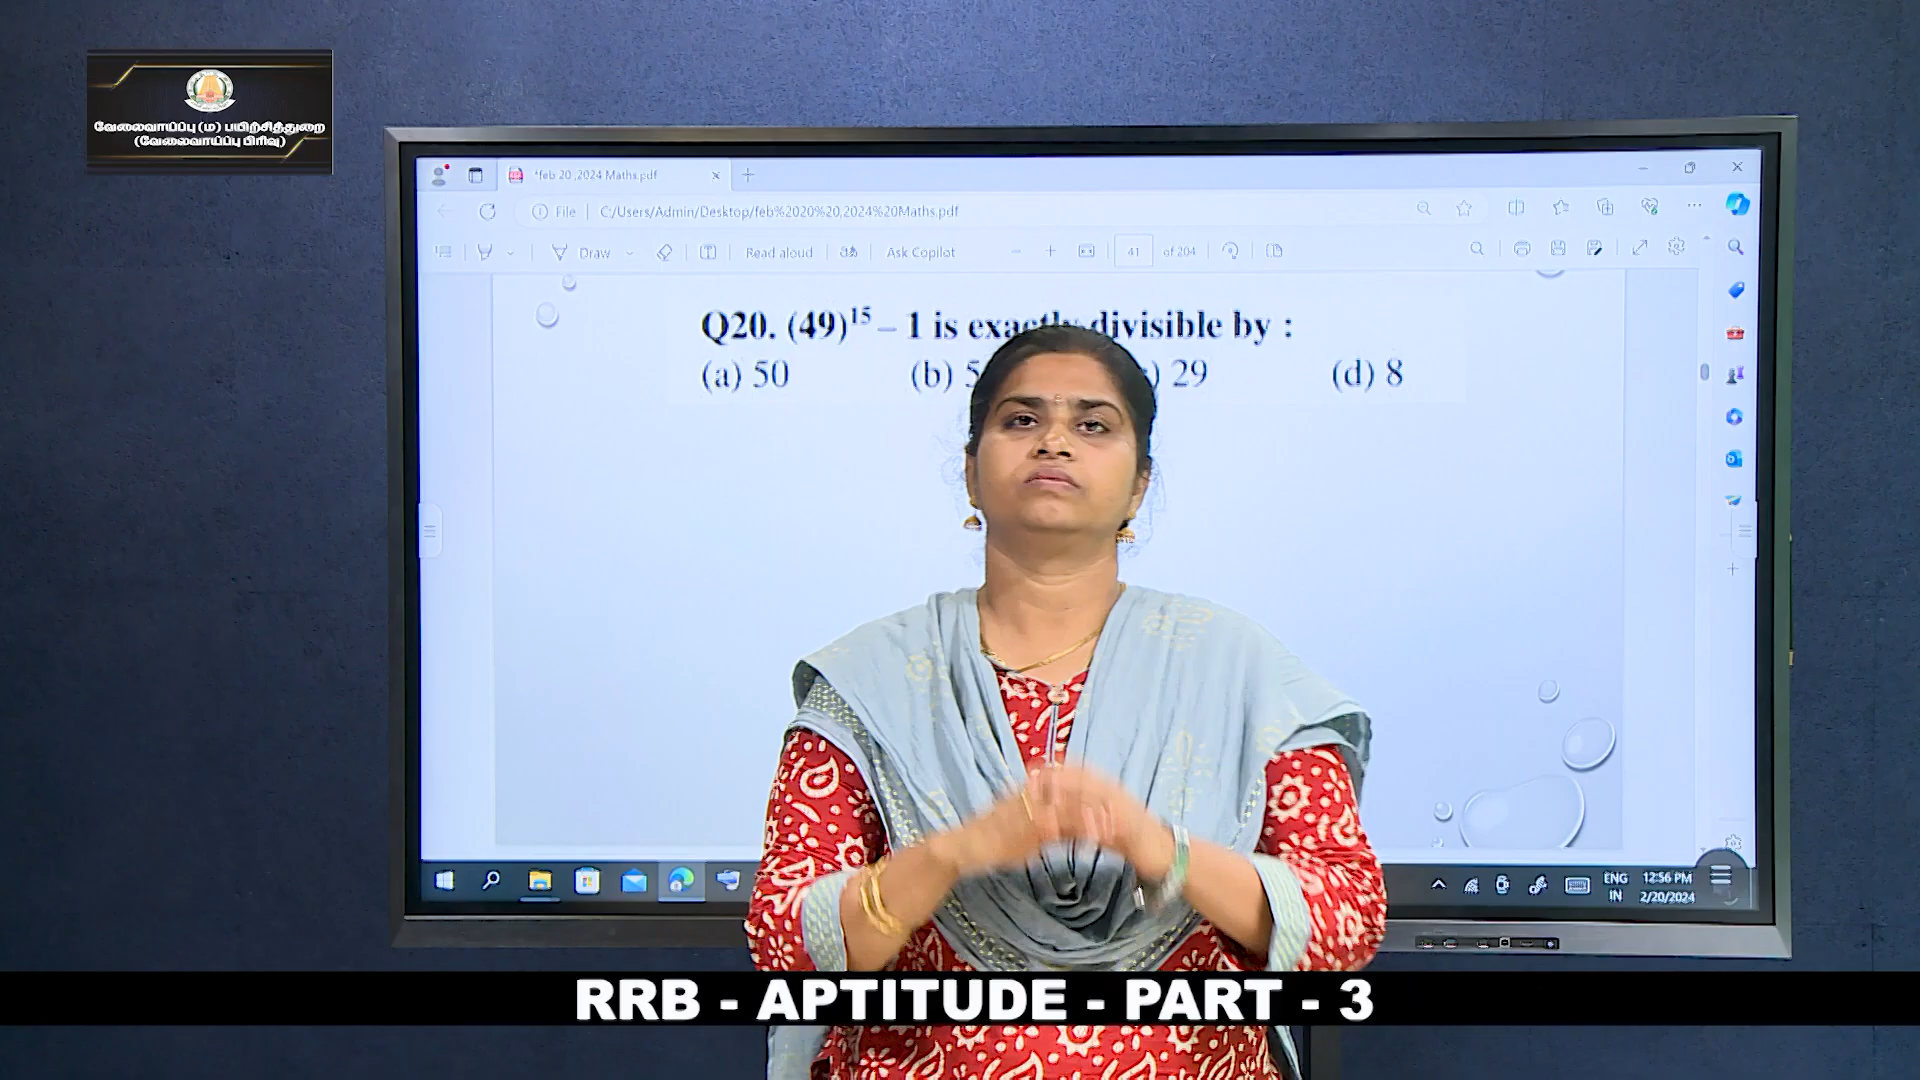 வேலைவாய்ப்பு (ம) பயிற்சித்துறை
(வேலைவாய்ப்பு பிரிவு)
*feb 20 ,2024 Maths.pdf
File | C:/Users/Admin/Desktop/feb%2020%20,2024%20Maths.pdf
Draw Read aloud Ask Copilot 41 of 204
Q20. (49)¹⁵ – 1 is exactly divisible by :
(a) 50 (b) 29 (d) 8
ENG 12:56 PM
IN 2/20/2024
RRB - APTITUDE - PART - 3